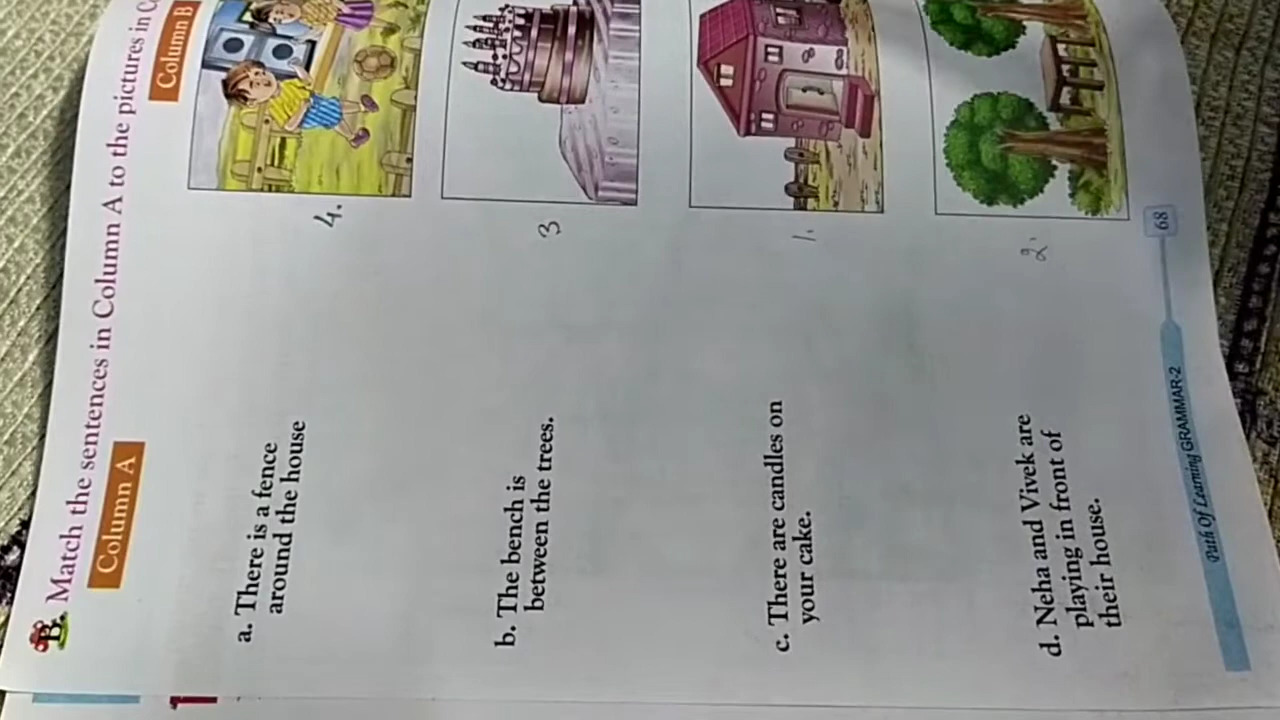 B. Match the sentences in Column A to the pictures in
Column A
Column B
a. There is a fence
around the house
4.
b. The bench is
between the trees.
3
c. There are candles on
your cake.
1.
d. Neha and Vivek are
playing in front of
their house.
2.
Path Of Learning GRAMMAR-2
68